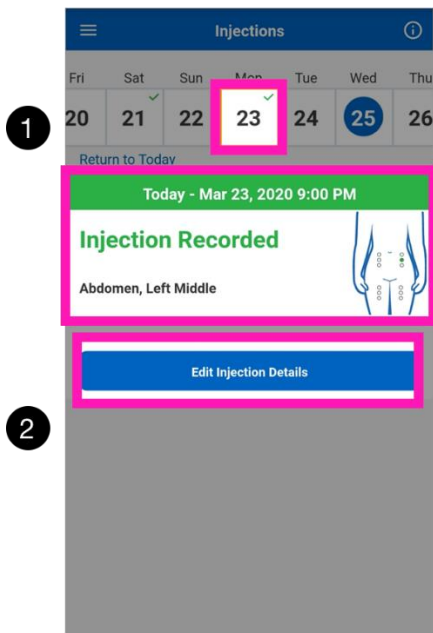 Injections
Fri Sat Sun Mon Tue Wed Thu
1
20 21 22 23 24 25 26
Return to Today
Today - Mar 23, 2020 9:00 PM
Injection Recorded
Abdomen, Left Middle
Edit Injection Details
2